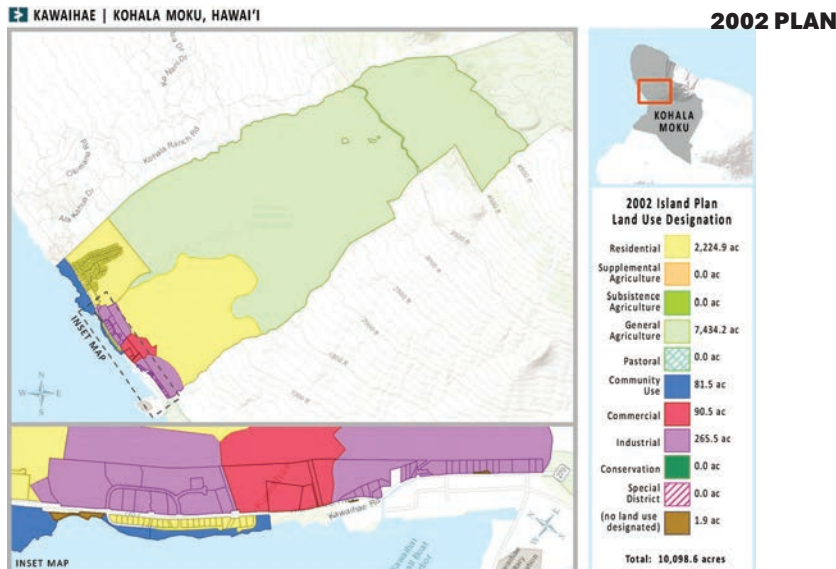 KAWAIHAE | KOHALA MOKU, HAWAI'I
2002 PLAN
Kohala Ranch Rd
INSET MAP
W
E
S
KOHALA
MOKU
2002 Island Plan
Land Use Designation
Residential 2,224.9 ac
Supplemental
Agriculture 0.0 ac
Subsistence
Agriculture 0.0 ac
General
Agriculture 7,434.2 ac
Pastoral 0.0 ac
Community
Use 81.5 ac
Commercial 90.5 ac
Industrial 265.5 ac
Conservation 0.0 ac
Special
District 0.0 ac
(no land use
designated) 1.9 ac
Total: 10,098.6 acres
Kawaihae Rd
270
INSET MAP